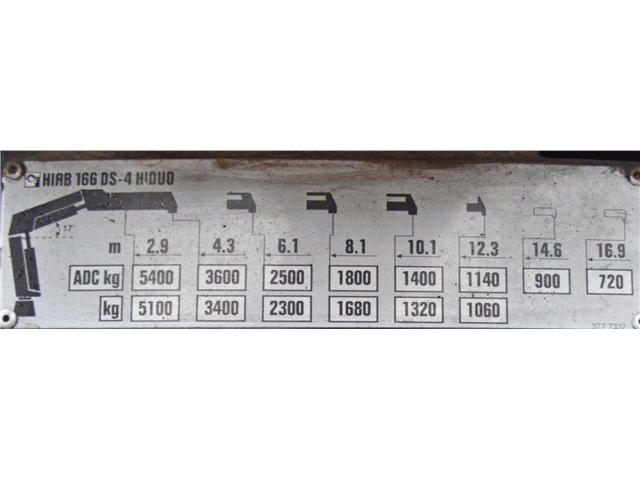 HIAB 166 DS-4 HIDUO
17°
m 2.9 4.3 6.1 8.1 10.1 12.3 14.6 16.9
ADC kg 5400 3600 2500 1800 1400 1140 900 720
kg 5100 3400 2300 1680 1320 1060